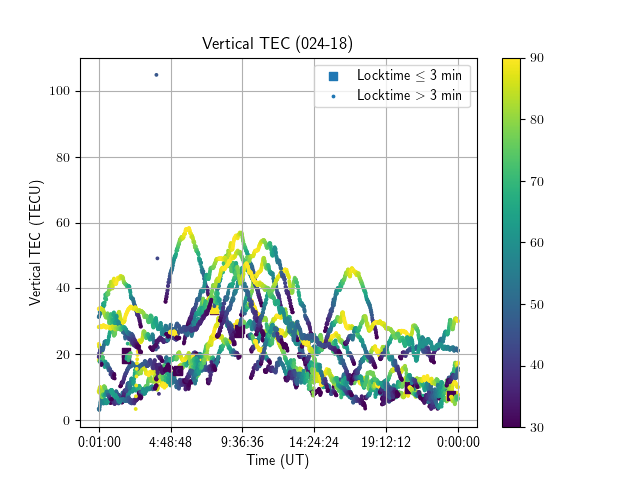 Vertical TEC (024-18)
Locktime ≤ 3 min
Locktime > 3 min
Vertical TEC (TECU)
100
80
60
40
20
0
0:01:00 4:48:48 9:36:36 14:24:24 19:12:12 0:00:00
Time (UT)
90
80
70
60
50
40
30